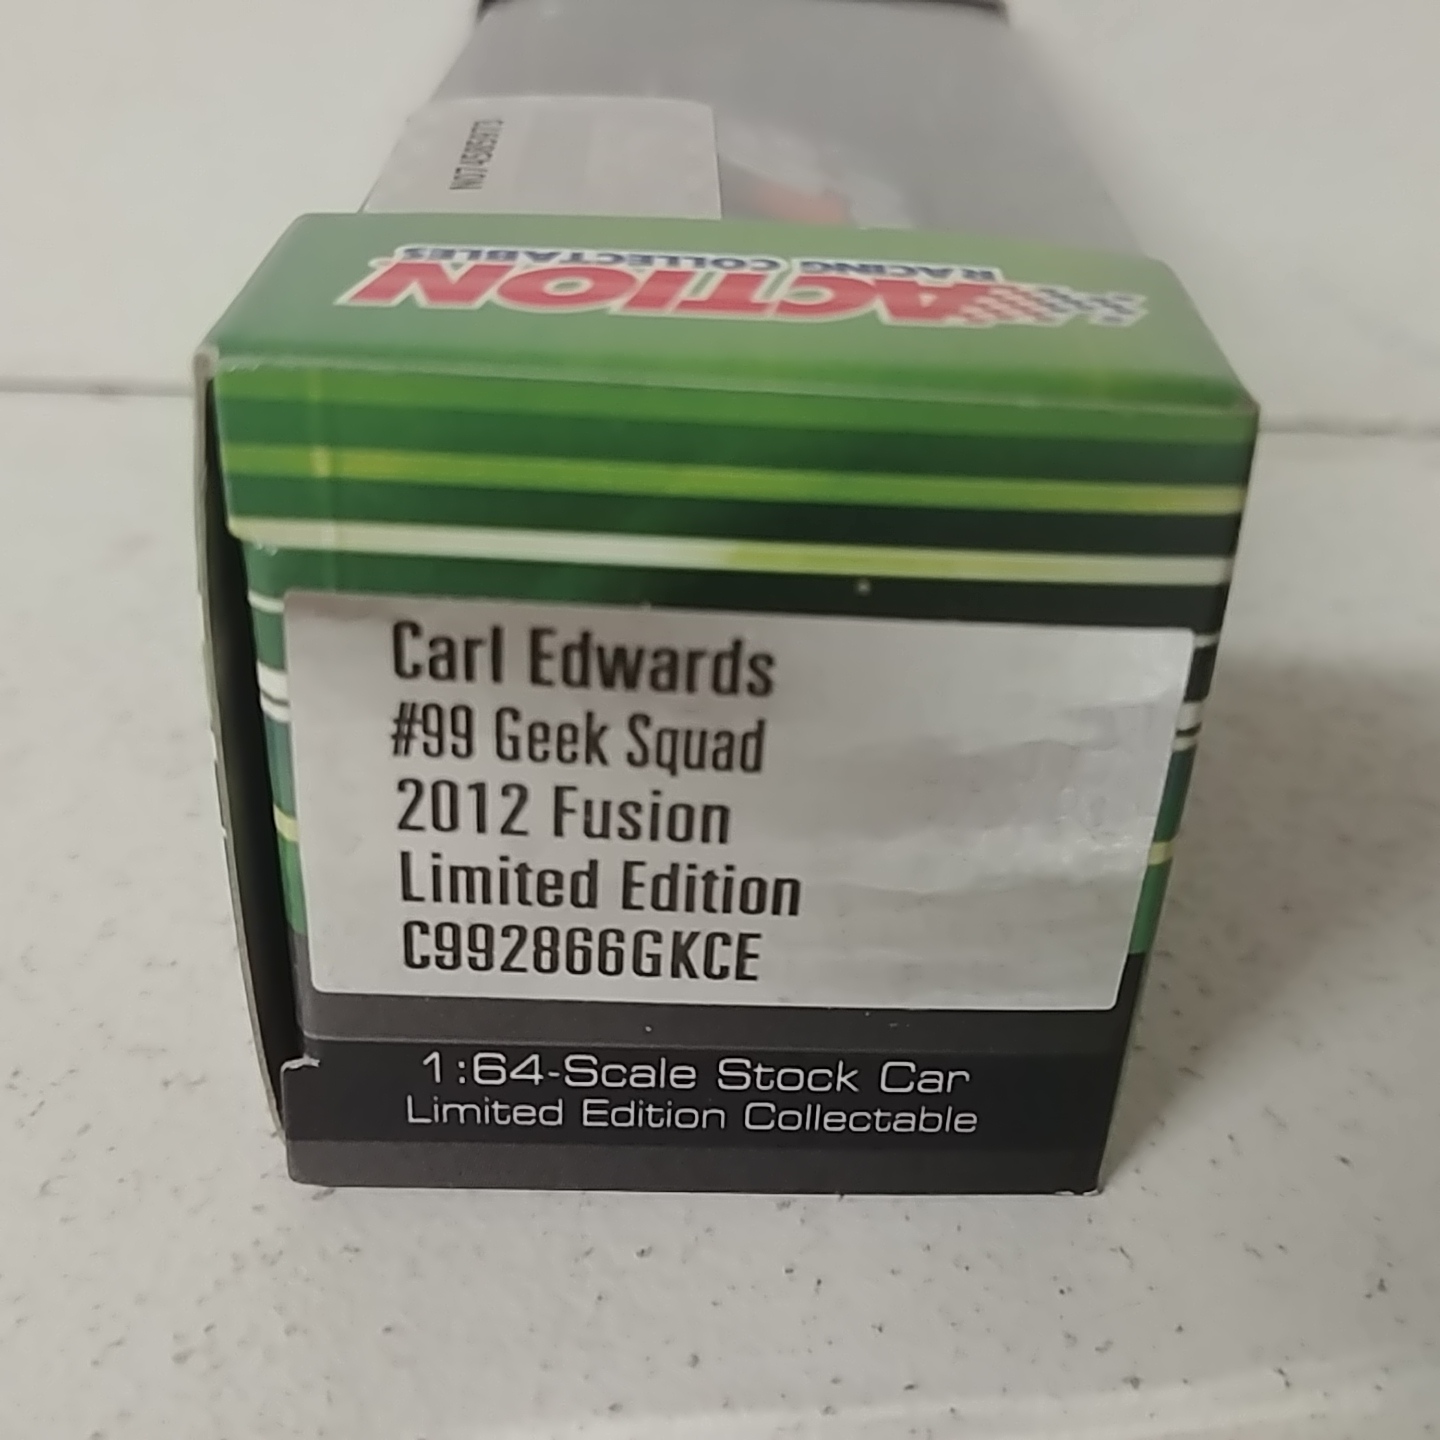 N07458S973
ACTION
RACING COLLECTABLES
Carl Edwards
#99 Geek Squad
2012 Fusion
Limited Edition
C992866GKCE
1:64-Scale Stock Car
Limited Edition Collectable